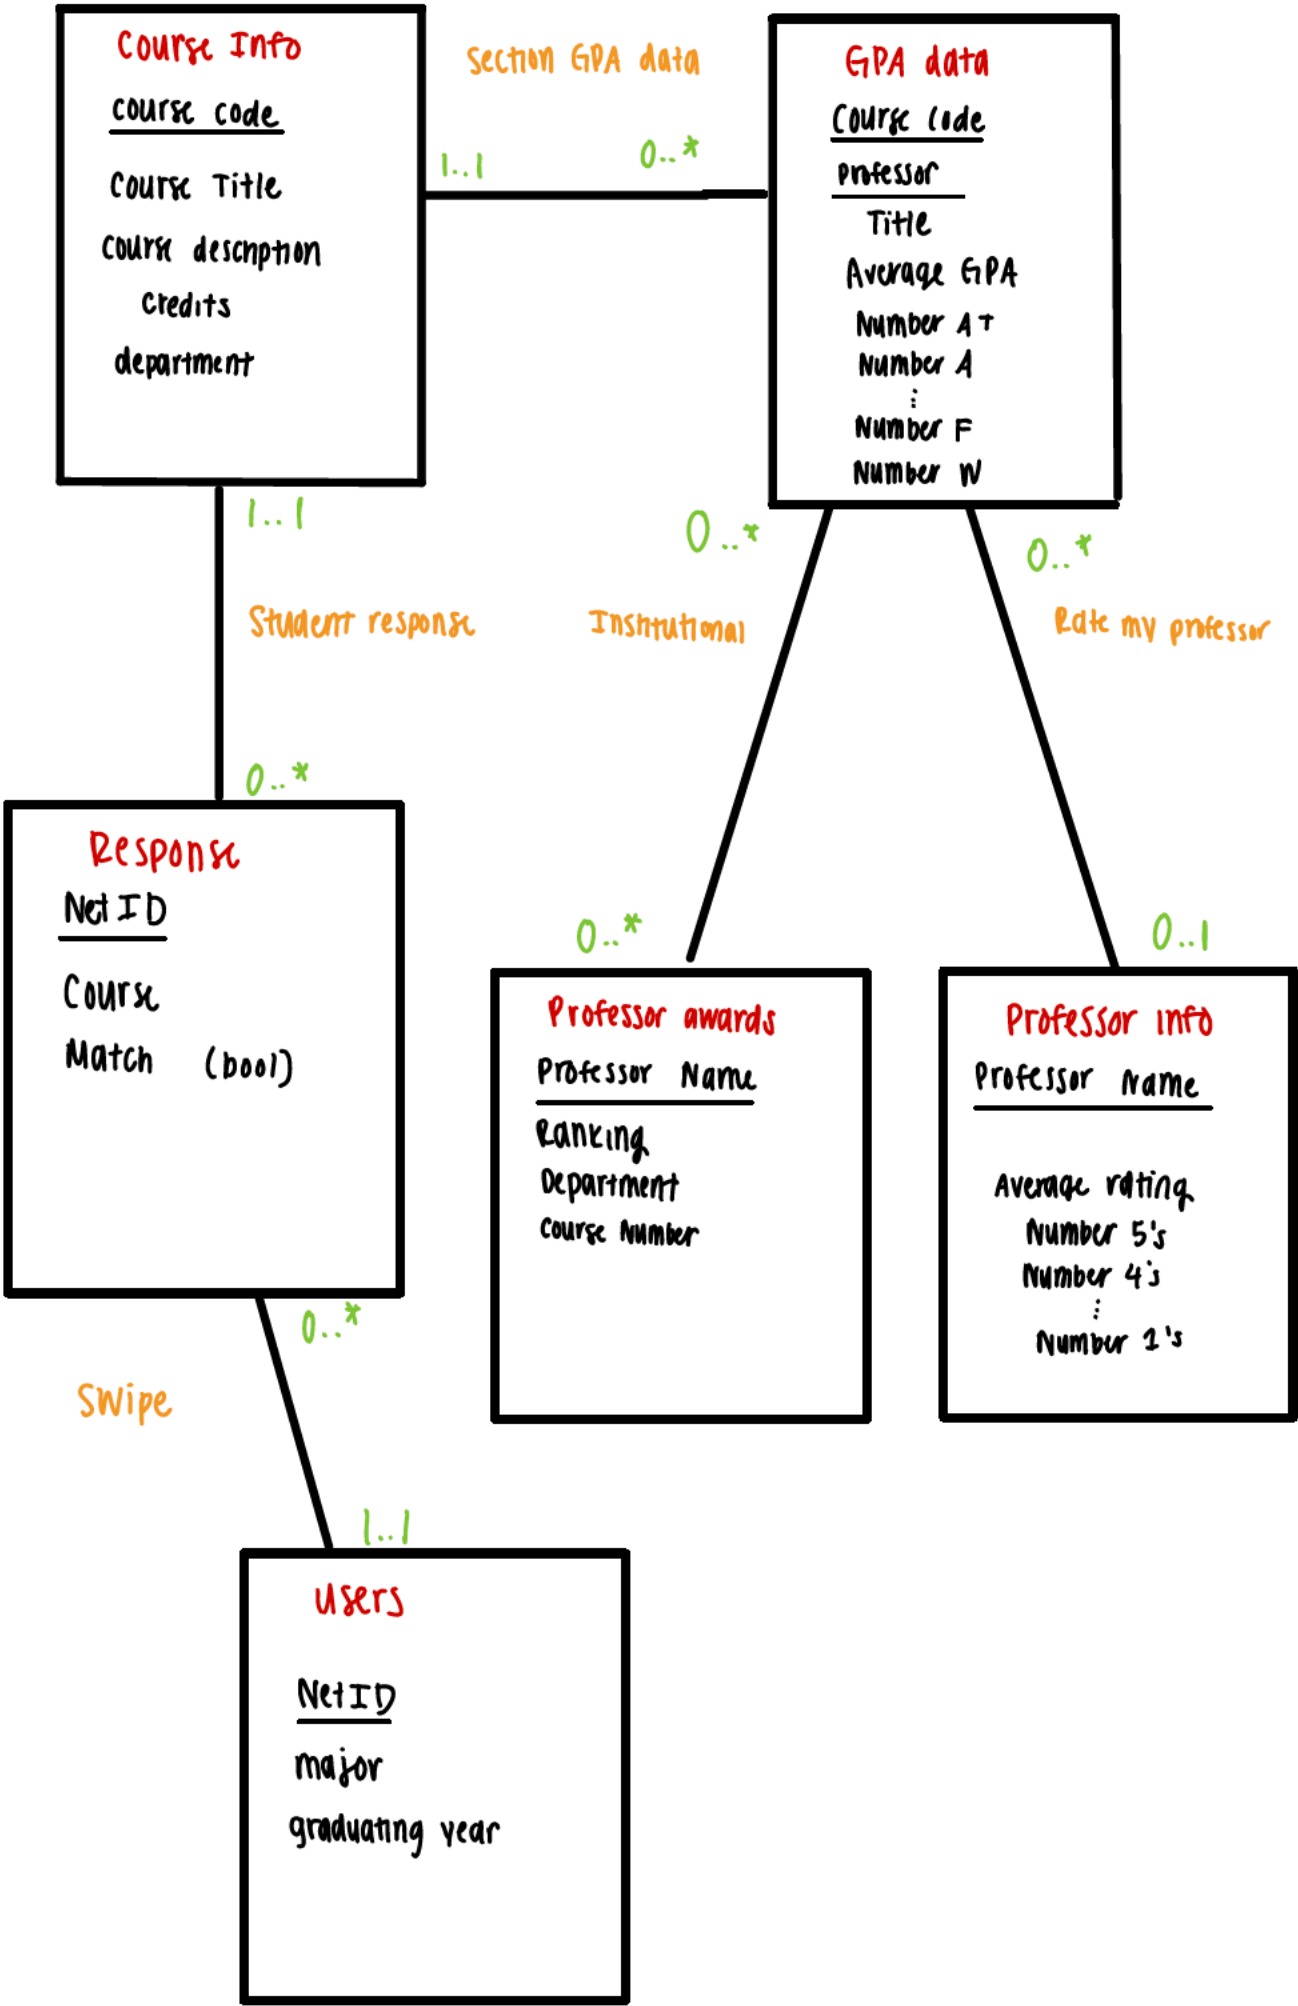 Course Info
course code
Course Title
Course description
Credits
department
Section GPA data
1..1
0..*
GPA data
Course Code
Professor
Title
Average GPA
Number A+
Number A
⋮
Number F
Number W
1..1
Student response
0..*
0..*
Institutional
0..*
0..*
Rate my professor
0..1
Response
NetID
Course
Match (bool)
Professor awards
Professor Name
Ranking
Department
Course Number
Professor info
Professor Name
Average rating
Number 5's
Number 4's
⋮
Number 1's
0..*
Swipe
1..1
Users
NetID
major
graduating year